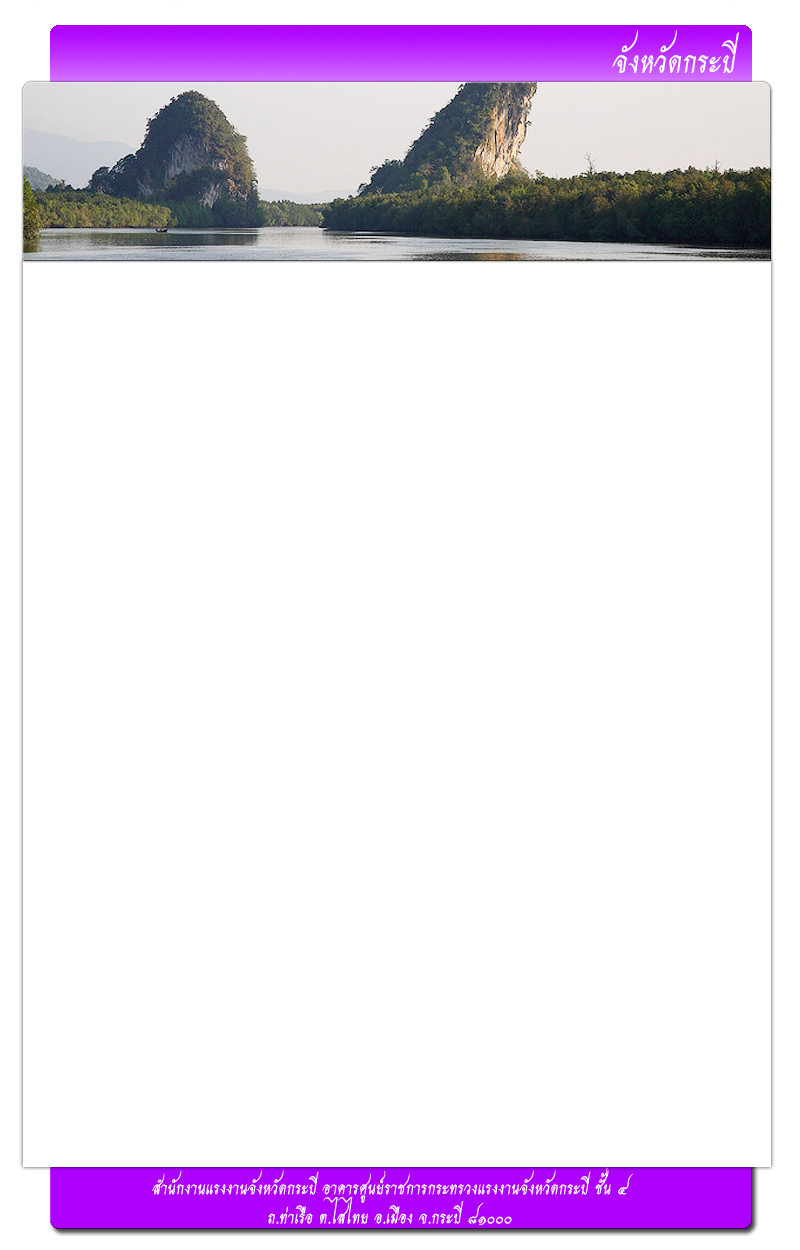 จังหวัดกระบี่
สำนักงานแรงงานจังหวัดกระบี่ อาคารศูนย์ราชการกระทรวงแรงงานจังหวัดกระบี่ ชั้น ๔
ถ.ท่าเรือ ต.ไสไทย อ.เมือง จ.กระบี่ ๘๑๐๐๐